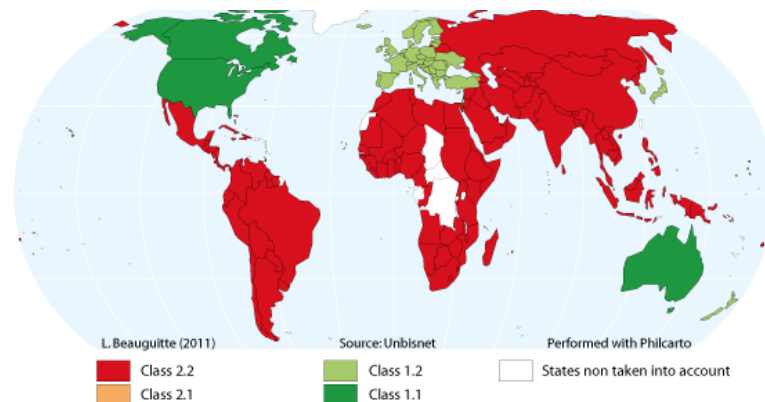 L. Beauguitte (2011) Source: Unbisnet Performed with Philcarto
Class 2.2 Class 1.2 States non taken into account
Class 2.1 Class 1.1